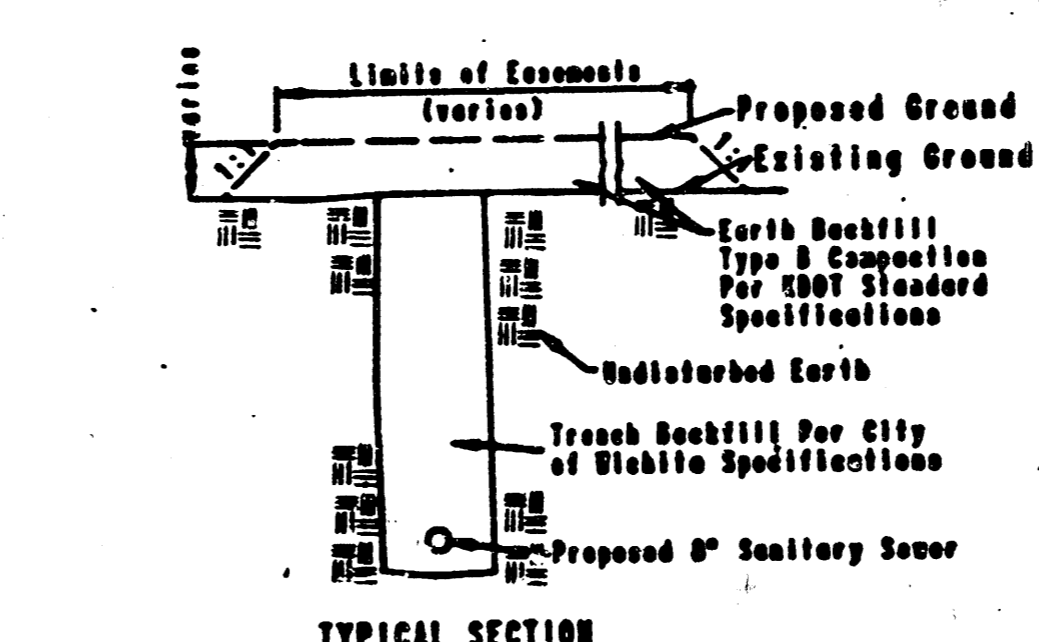 varies
Limits of Easements
(varies)
Proposed Ground
1:1
1:
Existing Ground
Earth Backfill
Type B Compaction
Per KDOT Standard
Specifications
Undisturbed Earth
Trench Backfill Per City
of Wichita Specifications
Proposed 8" Sanitary Sewer
TYPICAL SECTION